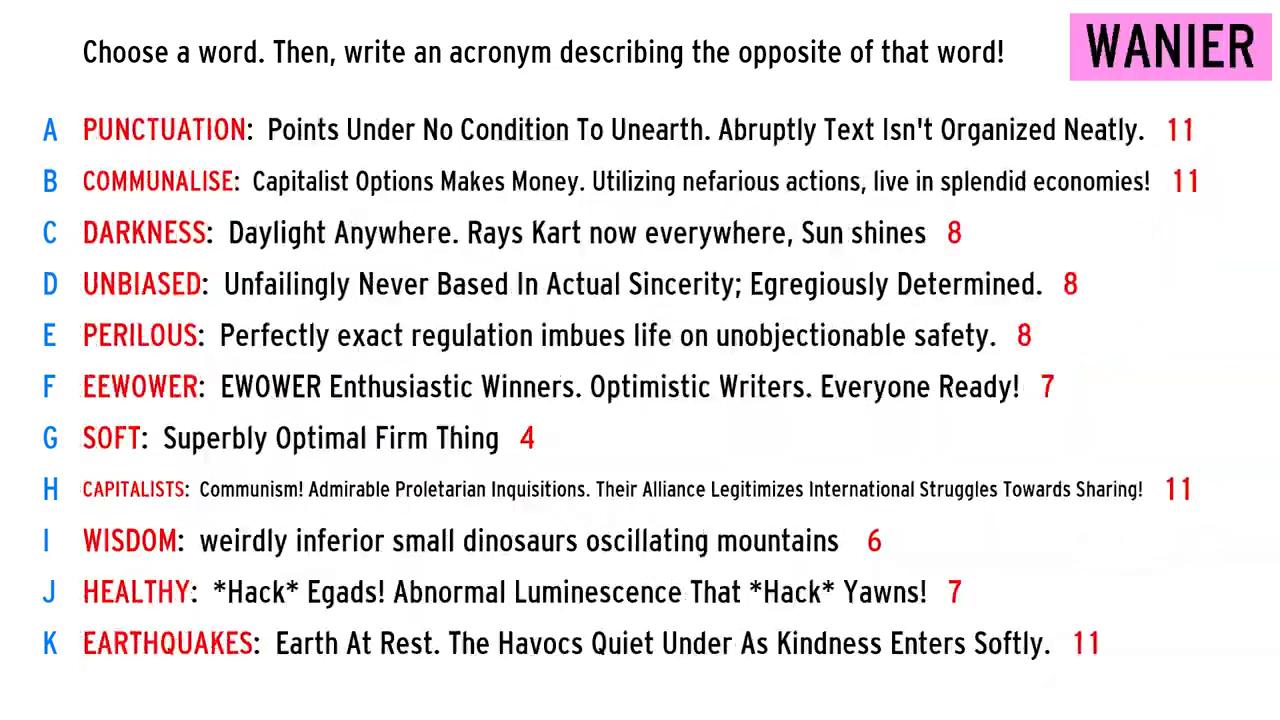 Choose a word. Then, write an acronym describing the opposite of that word!
WANIER
A PUNCTUATION: Points Under No Condition To Unearth. Abruptly Text Isn't Organized Neatly. 11
B COMMUNALISE: Capitalist Options Makes Money. Utilizing nefarious actions, live in splendid economies! 11
C DARKNESS: Daylight Anywhere. Rays Kart now everywhere, Sun shines 8
D UNBIASED: Unfailingly Never Based In Actual Sincerity; Egregiously Determined. 8
E PERILOUS: Perfectly exact regulation imbues life on unobjectionable safety. 8
F EEWOWER: EWOWER Enthusiastic Winners. Optimistic Writers. Everyone Ready! 7
G SOFT: Superbly Optimal Firm Thing 4
H CAPITALISTS: Communism! Admirable Proletarian Inquisitions. Their Alliance Legitimizes International Struggles Towards Sharing! 11
I WISDOM: weirdly inferior small dinosaurs oscillating mountains 6
J HEALTHY: *Hack* Egads! Abnormal Luminescence That *Hack* Yawns! 7
K EARTHQUAKES: Earth At Rest. The Havocs Quiet Under As Kindness Enters Softly. 11